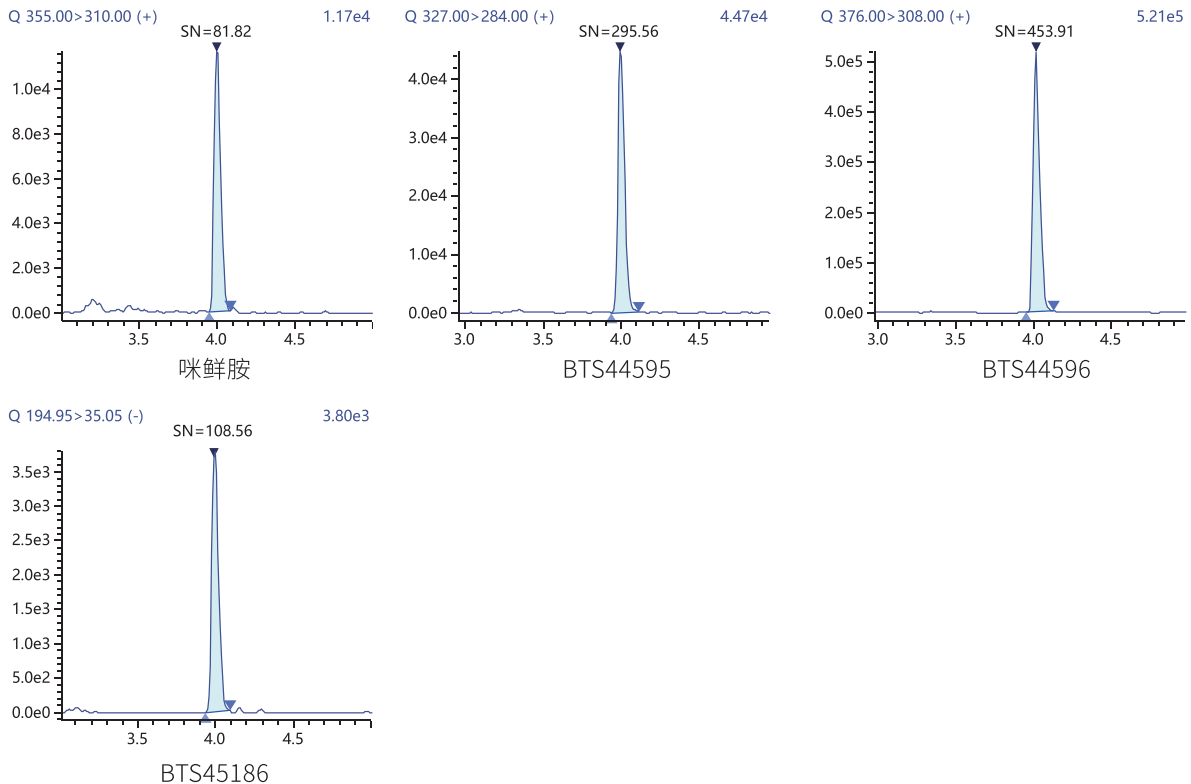 Q 355.00>310.00 (+) 1.17e4
SN=81.82
1.0e4
8.0e3
6.0e3
4.0e3
2.0e3
0.0e0
3.5 4.0 4.5
咪鲜胺
Q 327.00>284.00 (+) 4.47e4
SN=295.56
4.0e4
3.0e4
2.0e4
1.0e4
0.0e0
3.0 3.5 4.0 4.5
BTS44595
Q 376.00>308.00 (+) 5.21e5
SN=453.91
5.0e5
4.0e5
3.0e5
2.0e5
1.0e5
0.0e0
3.0 3.5 4.0 4.5
BTS44596
Q 194.95>35.05 (-) 3.80e3
SN=108.56
3.5e3
3.0e3
2.5e3
2.0e3
1.5e3
1.0e3
5.0e2
0.0e0
3.5 4.0 4.5
BTS45186